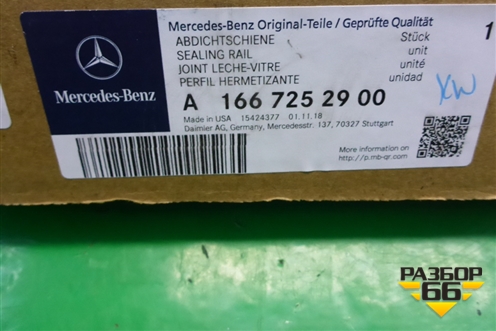 Mercedes-Benz Original-Teile / Geprüfte Qualität
ABDICHTSCHIENE Stück 1
SEALING RAIL unit
JOINT LECHE-VITRE unité
PERFIL HERMETIZANTE unidad
Mercedes-Benz
A 166 725 29 00
XW
Made in USA 15424377 01.11.18
Daimler AG, Germany, Mercedesstr. 137, 70327 Stuttgart
More information on
http://p.mb-qr.com
РАЗБОР
66